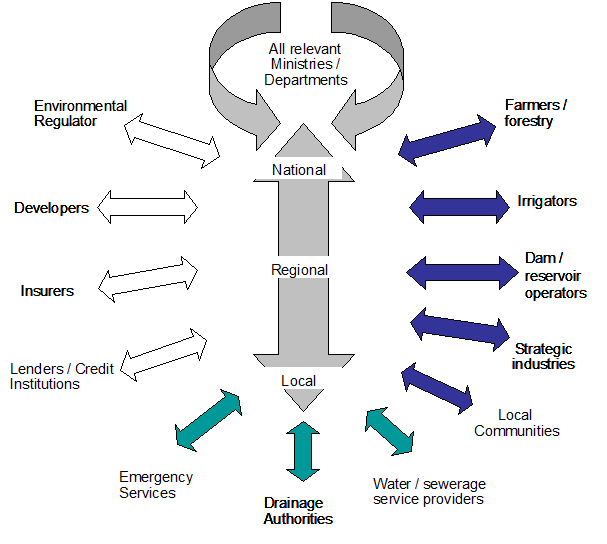 All relevant
Ministries /
Departments
Environmental
Regulator
Farmers /
forestry
National
Developers
Irrigators
Insurers
Regional
Dam /
reservoir
operators
Lenders / Credit
Institutions
Strategic
industries
Local
Local
Communities
Emergency
Services
Drainage
Authorities
Water / sewerage
service providers